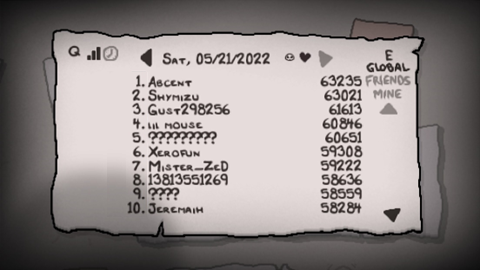 Q
Sat, 05/21/2022
E
GLOBAL
FRIENDS
MINE
1. Abcent 63235
2. Shymizu 63021
3. Gust298256 61613
4. lil mouse 60846
5. ????????? 60651
6. Xerofun 59308
7. Mister_ZeD 59222
8. 13813551269 58636
9. ???? 58559
10. Jeremaih 58284